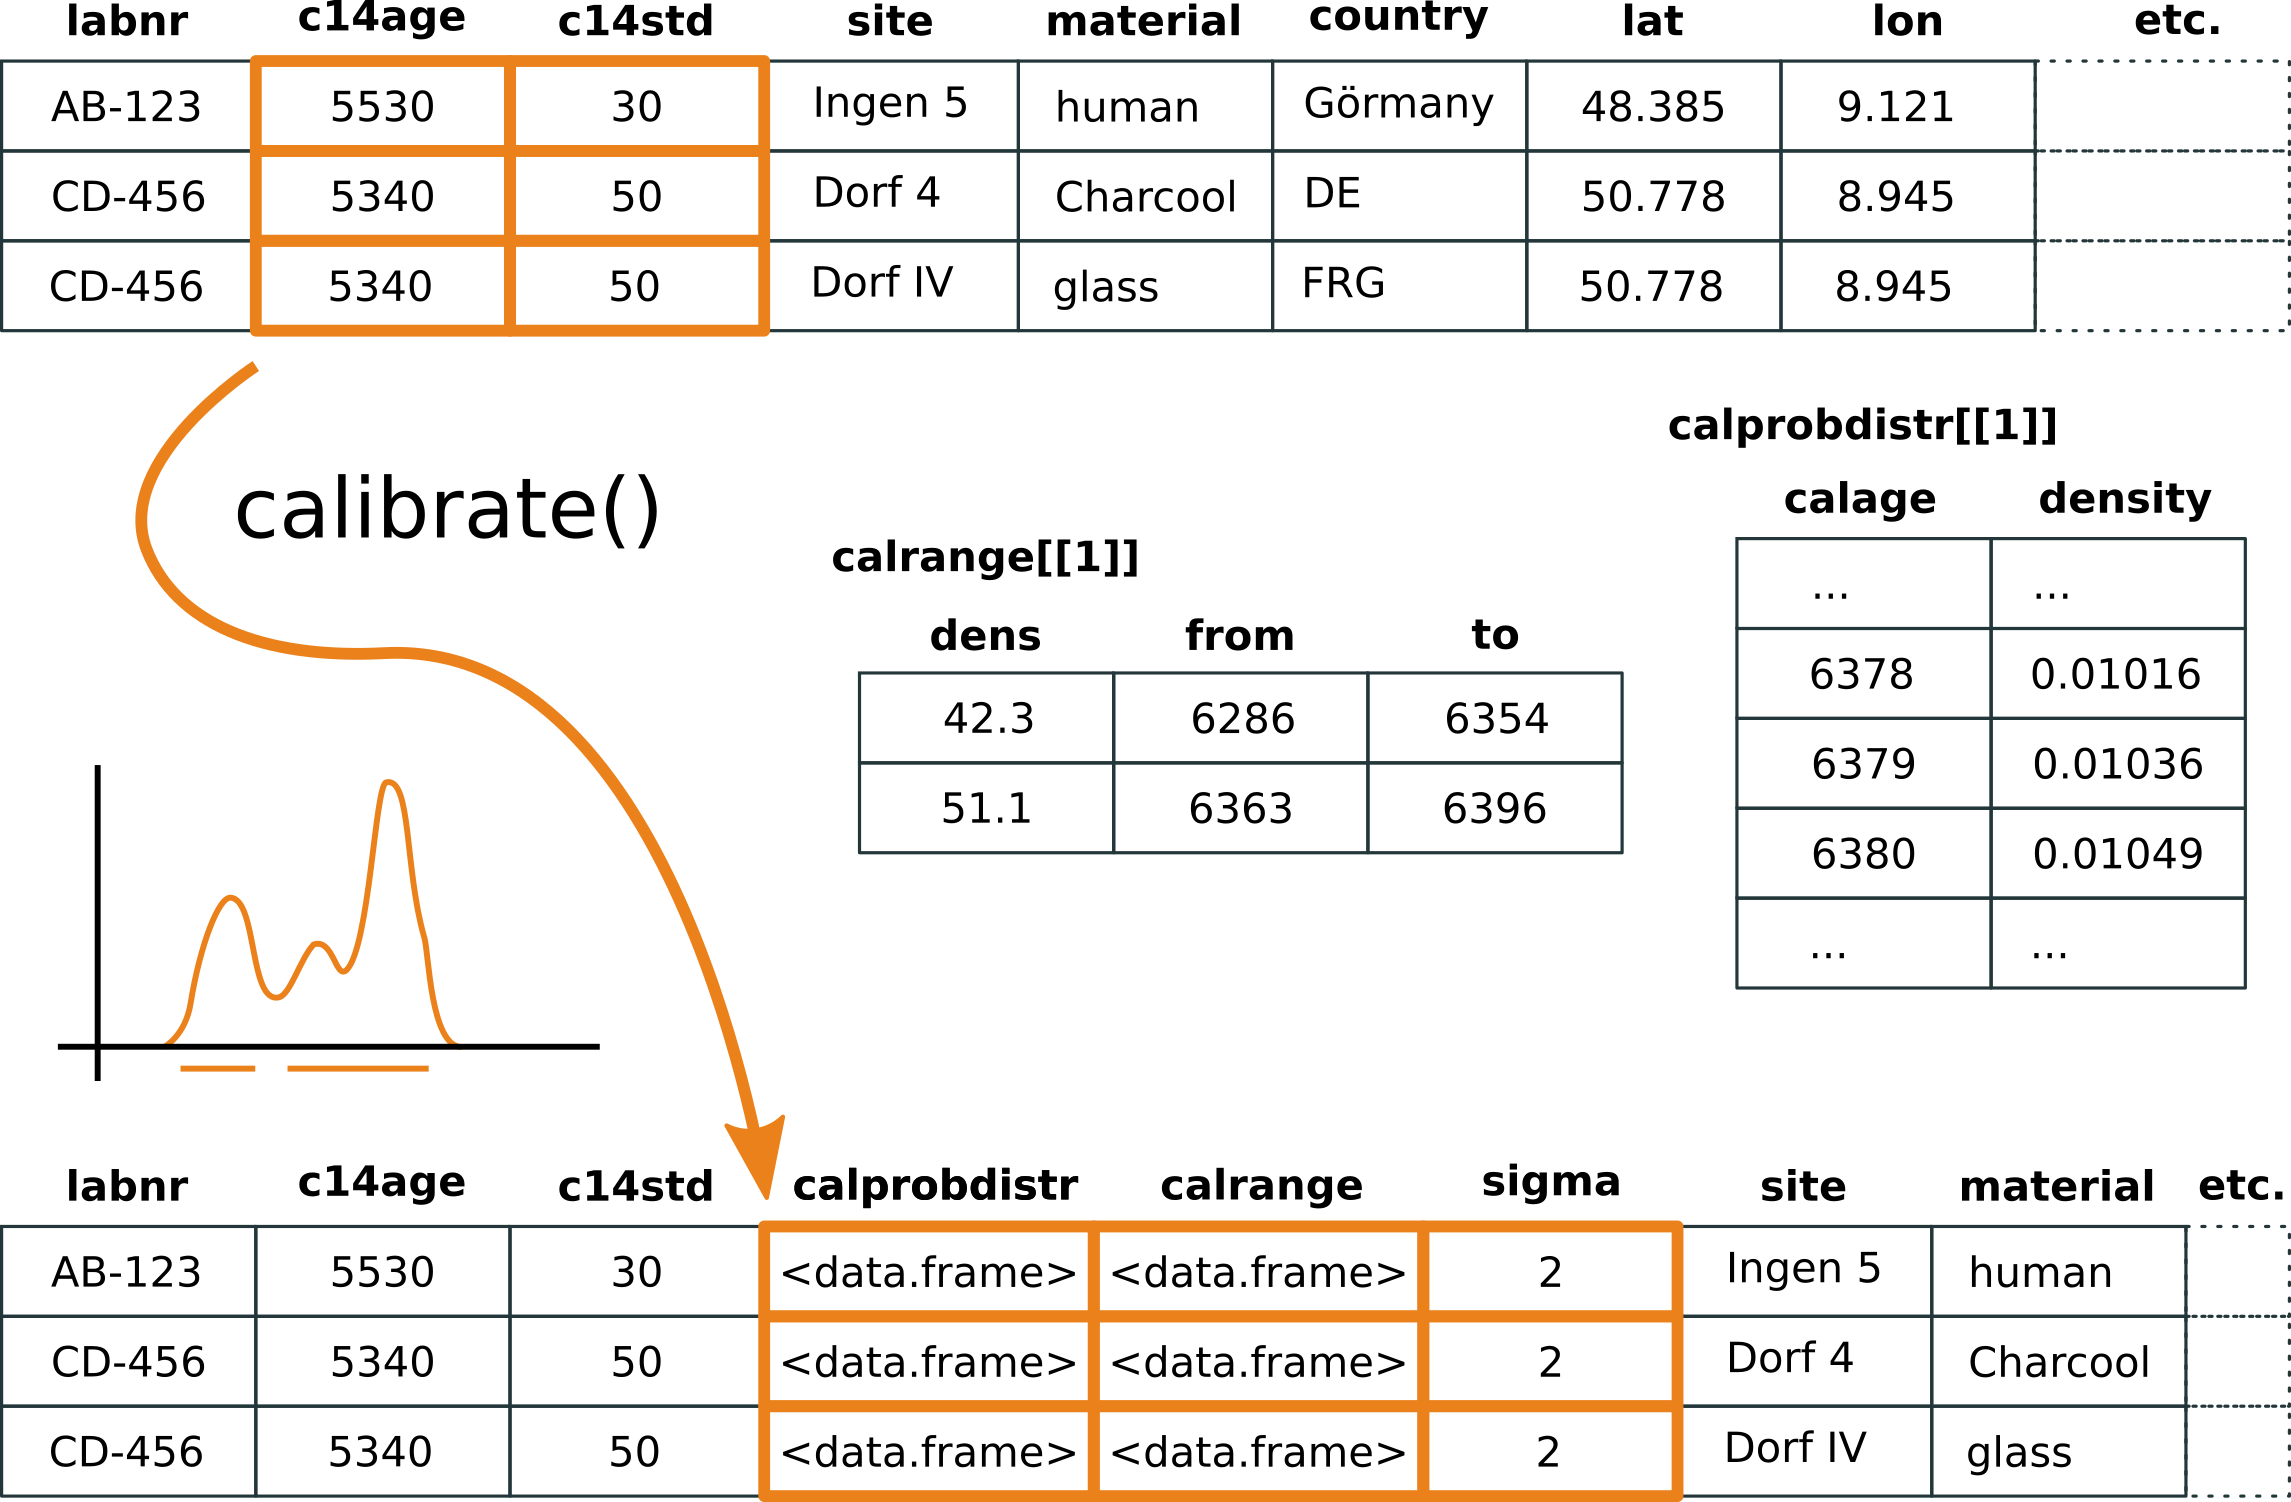 labnr c14age c14std site material country lat lon etc.
AB-123 5530 30 Ingen 5 human Görmany 48.385 9.121
CD-456 5340 50 Dorf 4 Charcool DE 50.778 8.945
CD-456 5340 50 Dorf IV glass FRG 50.778 8.945
calibrate()
calrange[[1]]
dens from to
42.3 6286 6354
51.1 6363 6396
calprobdistr[[1]]
calage density
... ...
6378 0.01016
6379 0.01036
6380 0.01049
... ...
labnr c14age c14std calprobdistr calrange sigma site material etc.
AB-123 5530 30 <data.frame> <data.frame> 2 Ingen 5 human
CD-456 5340 50 <data.frame> <data.frame> 2 Dorf 4 Charcool
CD-456 5340 50 <data.frame> <data.frame> 2 Dorf IV glass